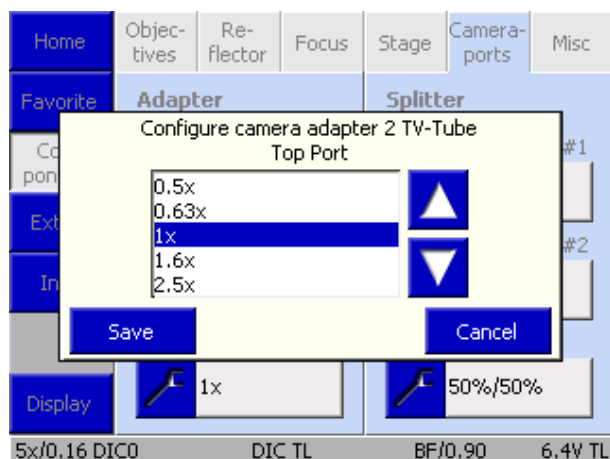 Home
Objec-
tives
Re-
flector
Focus
Stage
Camera-
ports
Misc
Favorite
Adapter
Splitter
Configure camera adapter 2 TV-Tube
Top Port
#1
#2
0.5x
0.63x
1x
1.6x
2.5x
Save
Cancel
1x
50%/50%
Display
5x/0.16 DIC0
DIC TL
BF/0.90
6.4V TL